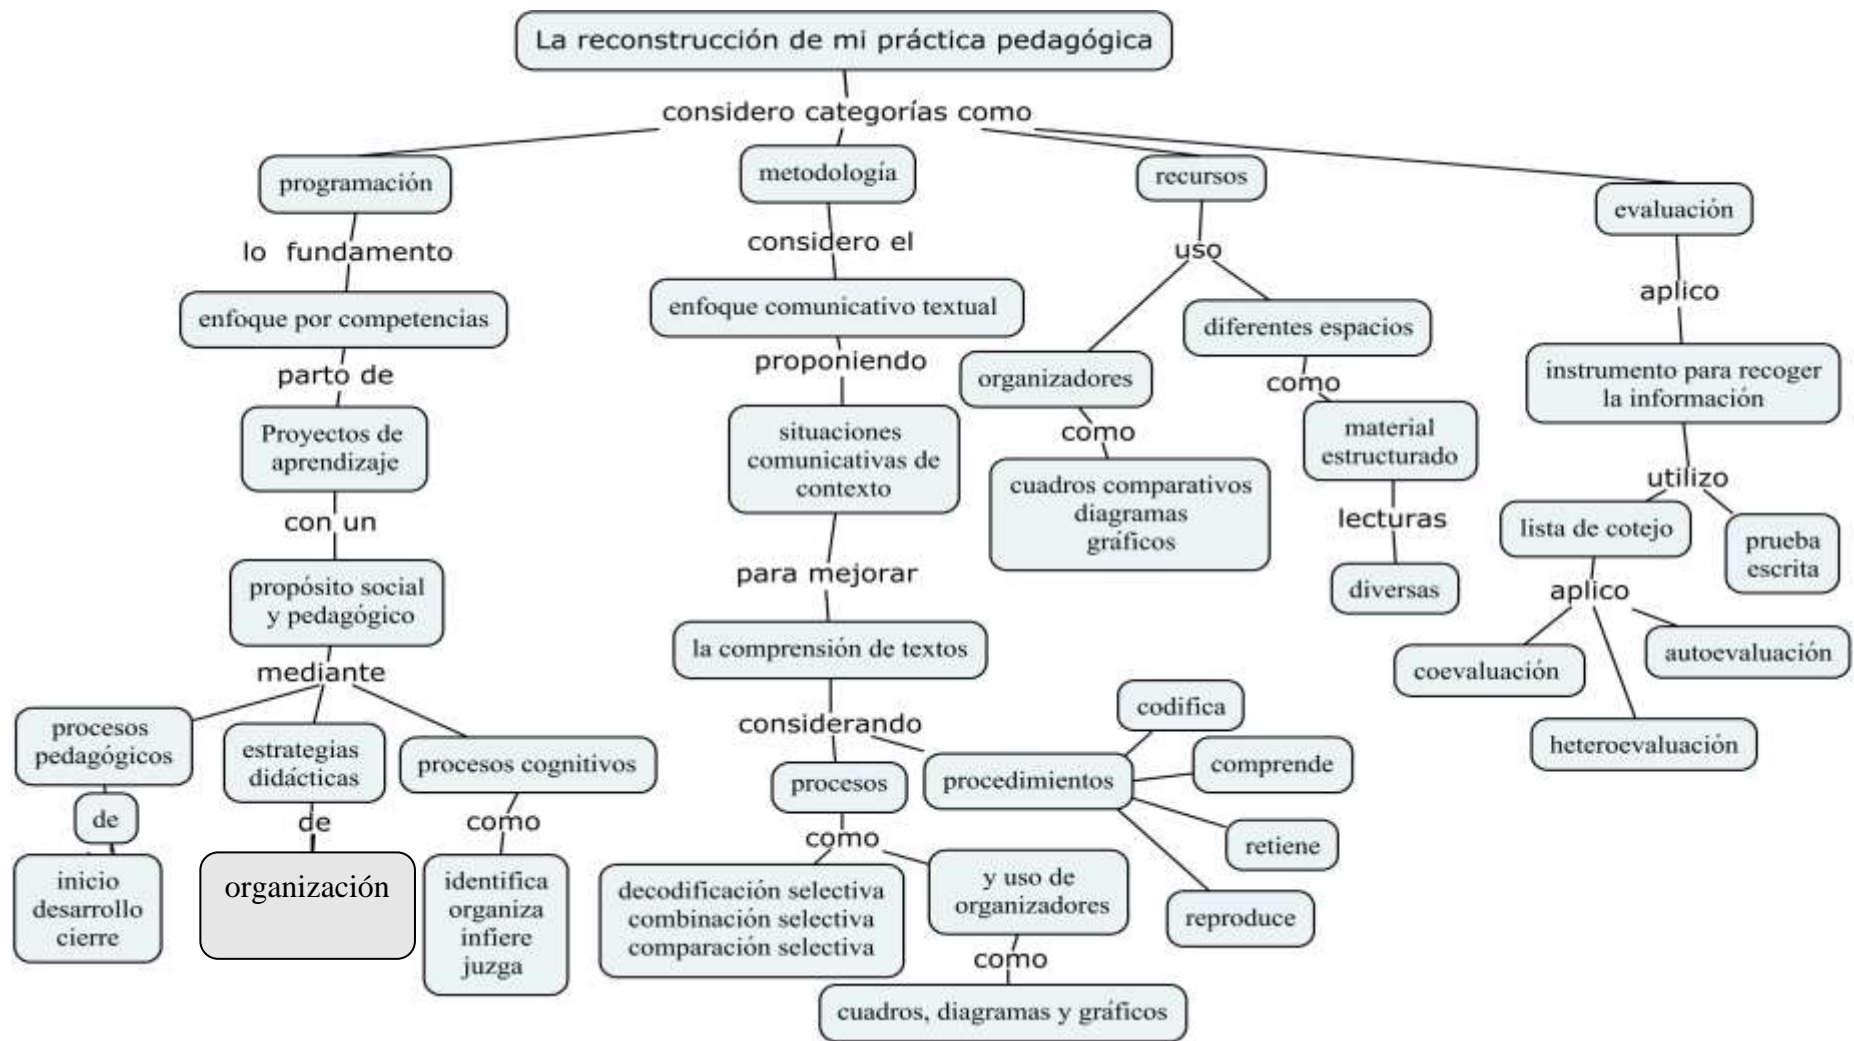 La reconstrucción de mi práctica pedagógica
considero categorías como
programación
lo fundamento
enfoque por competencias
parto de
Proyectos de
aprendizaje
con un
propósito social
y pedagógico
mediante
procesos
pedagógicos
de
inicio
desarrollo
cierre
estrategias
didácticas
de
organización
procesos cognitivos
como
identifica
organiza
infiere
juzga
metodología
considero el
enfoque comunicativo textual
proponiendo
situaciones
comunicativas de
contexto
para mejorar
la comprensión de textos
considerando
procesos
como
decodificación selectiva
combinación selectiva
comparación selectiva
y uso de
organizadores
como
cuadros, diagramas y gráficos
procedimientos
codifica
comprende
retiene
reproduce
recursos
uso
organizadores
como
cuadros comparativos
diagramas
gráficos
diferentes espacios
como
material
estructurado
lecturas
diversas
evaluación
aplico
instrumento para recoger
la información
utilizo
lista de cotejo
prueba
escrita
aplico
coevaluación
heteroevaluación
autoevaluación